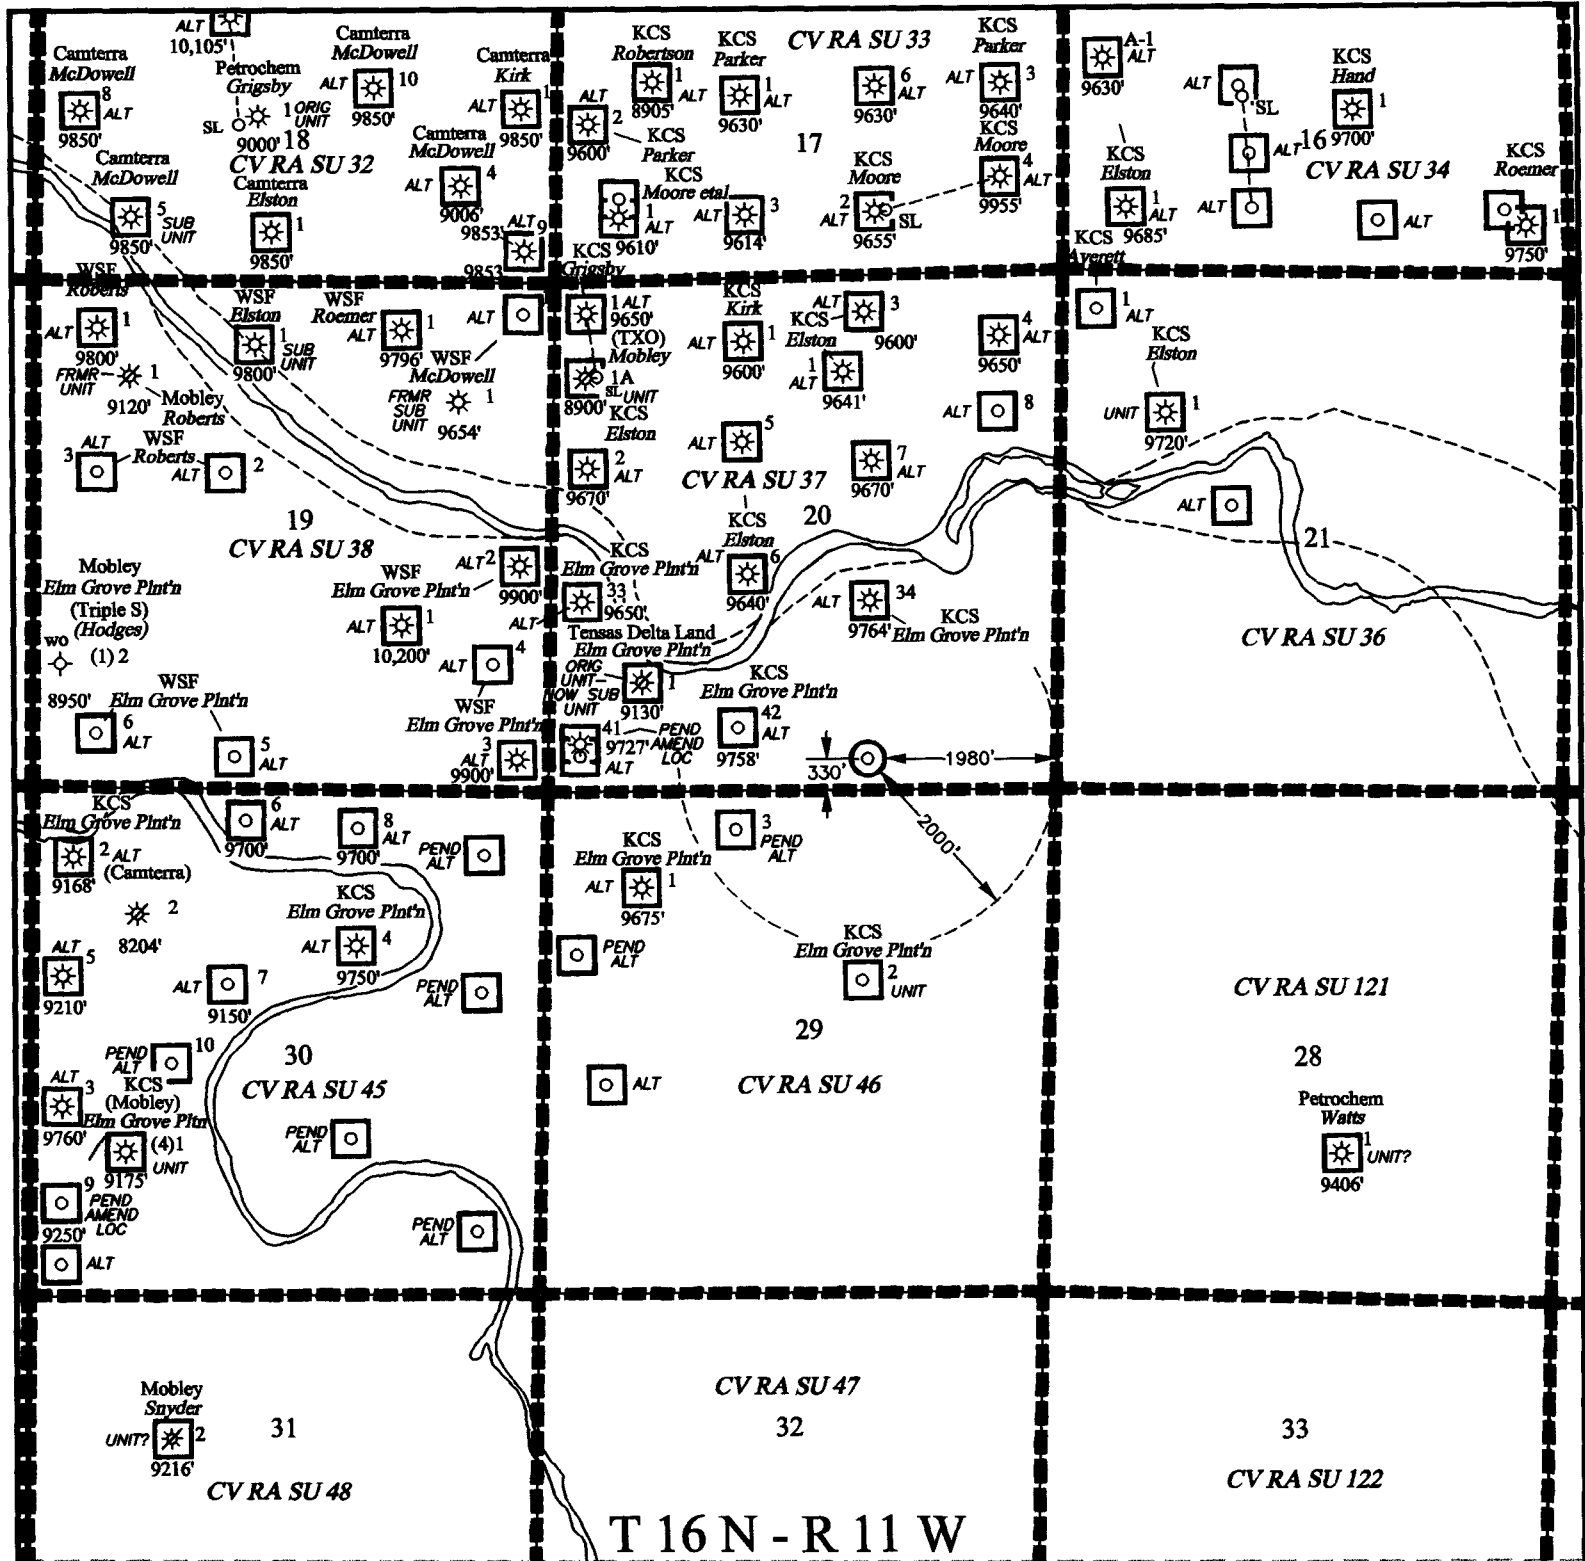 ALT
10,105'
Camterra
McDowell
8
ALT
9850'
Petrochem
Grigsby
1 ORIG
UNIT
SL
9000'
18
CV RA SU 32
Camterra
McDowell
ALT
10
9850'
Camterra
Kirk
ALT
1
9850'
Camterra
McDowell
ALT
4
9006'
Camterra
McDowell
5
SUB
UNIT
9850'
Camterra
Elston
1
9850'
ALT
9
9853'
9853
KCS
Robertson
1
ALT
8905'
KCS
Parker
1
ALT
9630'
CV RA SU 33
6
ALT
9630'
KCS
Parker
ALT
3
9640'
ALT
2
9600'
KCS
Parker
17
KCS
Moore etal
1
ALT
9610'
ALT
3
9614'
KCS
Moore
2
ALT
SL
9655'
KCS
Moore
4
ALT
9955'
A-1
ALT
9630'
ALT
SL
KCS
Hand
1
9700'
ALT
16
CV RA SU 34
KCS
Elston
1
ALT
9685'
ALT
ALT
KCS
Roemer
1
9750'
WSF
Roberts
ALT
1
9800'
FRMR
UNIT
1
9120'
Mobley
Roberts
WSF
Elston
1
SUB
UNIT
9800'
WSF
Roemer
ALT
1
9796'
ALT
WSF
McDowell
FRMR
SUB
UNIT
1
9654'
ALT
3
WSF
Roberts
ALT
2
19
CV RA SU 38
Mobley
Elm Grove Plnt'n
(Triple S)
(Hodges)
WO
(1) 2
8950'
WSF
Elm Grove Plnt'n
ALT
2
9900'
ALT
1
10,200'
ALT
4
WSF
Elm Grove Plnt'n
3
ALT
9900'
WSF
Elm Grove Plnt'n
6
ALT
5
ALT
KCS
Grigsby
1 ALT
9650'
(TXO)
Mobley
1A
SL UNIT
8900'
KCS
Elston
2
ALT
9670'
KCS
Kirk
ALT
1
9600'
ALT
3
KCS
Elston
9600'
1
ALT
9641'
4
ALT
9650'
ALT
8
ALT
5
7
ALT
9670'
CV RA SU 37
20
KCS
Elston
ALT
6
9640'
KCS
Elm Grove Plnt'n
33
9650'
ALT
ALT
34
9764'
KCS
Elm Grove Plnt'n
Tensas Delta Land
Elm Grove Plnt'n
ORIG
UNIT-
NOW SUB
UNIT
1
9130'
KCS
Elm Grove Plnt'n
42
ALT
9758'
41
9727'
ALT
PEND
AMEND
LOC
330'
1980'
2000'
KCS
Averett
1
ALT
KCS
Elston
UNIT
1
9720'
ALT
21
CV RA SU 36
KCS
Elm Grove Plnt'n
2 ALT
(Camterra)
9168'
6
ALT
9700'
8
ALT
9700'
PEND
ALT
2
8204'
KCS
Elm Grove Plnt'n
ALT
4
9750'
ALT
5
9210'
ALT
7
9150'
PEND
ALT
PEND
ALT
10
30
CV RA SU 45
ALT
3
9760'
KCS
(Mobley)
Elm Grove Pltn
(4)1
UNIT
9175'
PEND
ALT
9
PEND
AMEND
LOC
9250'
ALT
PEND
ALT
3
PEND
ALT
KCS
Elm Grove Plnt'n
ALT
1
9675'
PEND
ALT
KCS
Elm Grove Plnt'n
2
UNIT
29
CV RA SU 46
ALT
CV RA SU 121
28
Petrochem
Watts
1
UNIT?
9406'
Mobley
Snyder
UNIT?
2
9216'
31
CV RA SU 48
CV RA SU 47
32
33
CV RA SU 122
T 16 N - R 11 W